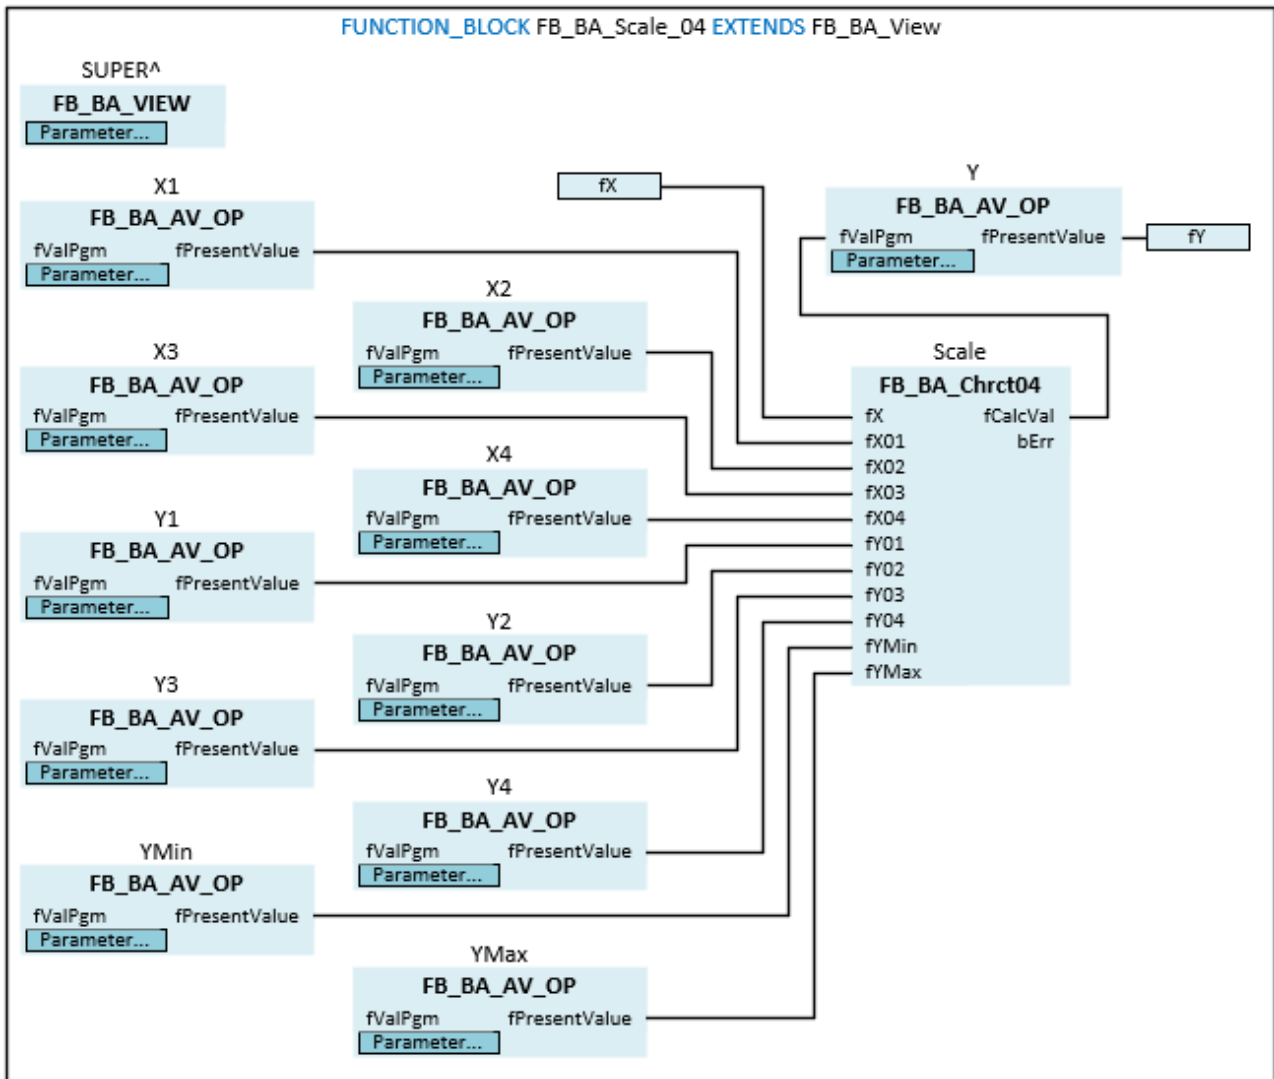 FUNCTION_BLOCK FB_BA_Scale_04 EXTENDS FB_BA_View
SUPER^
FB_BA_VIEW
Parameter...
X1
FB_BA_AV_OP
fValPgm fPresentValue
Parameter...
X2
FB_BA_AV_OP
fValPgm fPresentValue
Parameter...
X3
FB_BA_AV_OP
fValPgm fPresentValue
Parameter...
X4
FB_BA_AV_OP
fValPgm fPresentValue
Parameter...
Y1
FB_BA_AV_OP
fValPgm fPresentValue
Parameter...
Y2
FB_BA_AV_OP
fValPgm fPresentValue
Parameter...
Y3
FB_BA_AV_OP
fValPgm fPresentValue
Parameter...
Y4
FB_BA_AV_OP
fValPgm fPresentValue
Parameter...
YMin
FB_BA_AV_OP
fValPgm fPresentValue
Parameter...
YMax
FB_BA_AV_OP
fValPgm fPresentValue
Parameter...
fX
Y
FB_BA_AV_OP
fValPgm fPresentValue
Parameter...
fY
Scale
FB_BA_Chrct04
fX fCalcVal
fX01 bErr
fX02
fX03
fX04
fY01
fY02
fY03
fY04
fYMin
fYMax